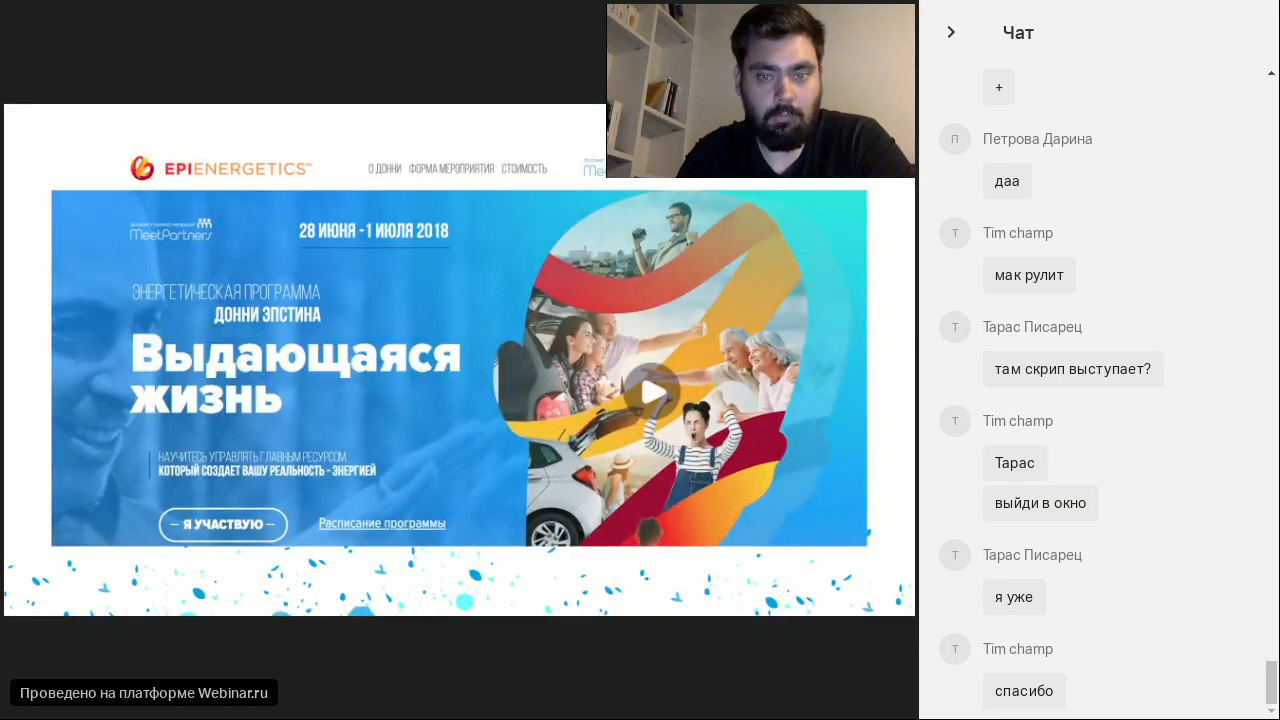 EPIENERGETICS™
О ДОННИ ФОРМА МЕРОПРИЯТИЯ СТОИМОСТЬ
MeetPartners
28 ИЮНЯ -1 ИЮЛЯ 2018
ЭНЕРГЕТИЧЕСКАЯ ПРОГРАММА
ДОННИ ЭПСТИНА
Выдающаяся
жизнь
НАУЧИТЕСЬ УПРАВЛЯТЬ ГЛАВНЫМ РЕСУРСОМ,
КОТОРЫЙ СОЗДАЕТ ВАШУ РЕАЛЬНОСТЬ - ЭНЕРГИЕЙ
– Я УЧАСТВУЮ –
Расписание программы
Проведено на платформе Webinar.ru
Чат
+
П
Петрова Дарина
даа
T
Tim champ
мак рулит
Т
Тарас Писарец
там скрип выступает?
T
Tim champ
Тарас
выйди в окно
Т
Тарас Писарец
я уже
T
Tim champ
спасибо